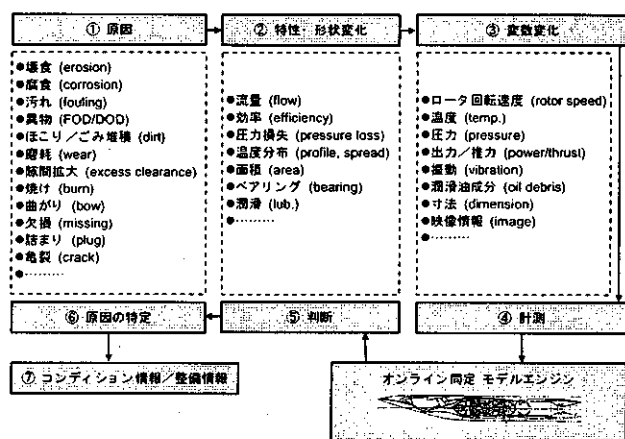 ① 原因
●壊食 (erosion)
●腐食 (corrosion)
●汚れ (fouling)
●異物 (FOD/DOD)
●ほこり／ごみ堆積 (dirt)
●磨耗 (wear)
●隙間拡大 (excess clearance)
●焼け (burn)
●曲がり (bow)
●欠損 (missing)
●詰まり (plug)
●亀裂 (crack)
●………
② 特性・形状変化
●流量 (flow)
●効率 (efficiency)
●圧力損失 (pressure loss)
●温度分布 (profile, spread)
●面積 (area)
●ベアリング (bearing)
●潤滑 (lub.)
●………
③ 変数変化
●ロータ回転速度 (rotor speed)
●温度 (temp.)
●圧力 (pressure)
●出力／推力 (power/thrust)
●振動 (vibration)
●潤滑油成分 (oil debris)
●寸法 (dimension)
●映像情報 (image)
●………
④ 計測
⑤ 判断
⑥ 原因の特定
⑦ コンディション情報／整備情報
オンライン同定 モデルエンジン